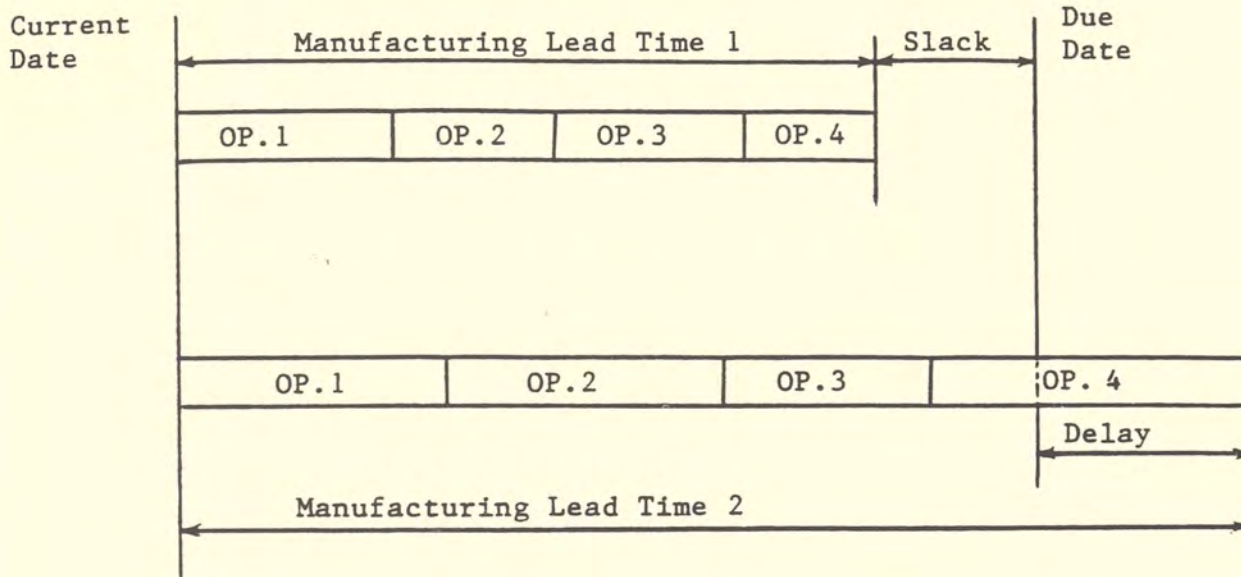 Current
Date
Manufacturing Lead Time 1
Slack
Due
Date
OP.1 OP.2 OP.3 OP.4
OP.1 OP.2 OP.3 OP. 4
Delay
Manufacturing Lead Time 2